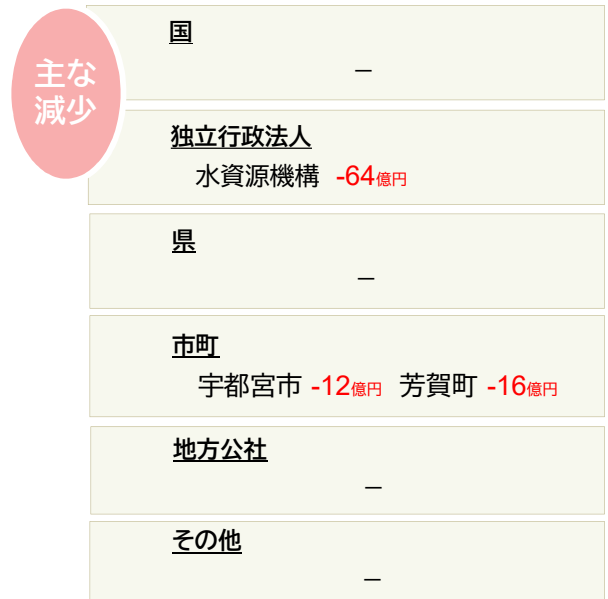 主な
減少
国
－
独立行政法人
水資源機構 -64億円
県
－
市町
宇都宮市 -12億円 芳賀町 -16億円
地方公社
－
その他
－